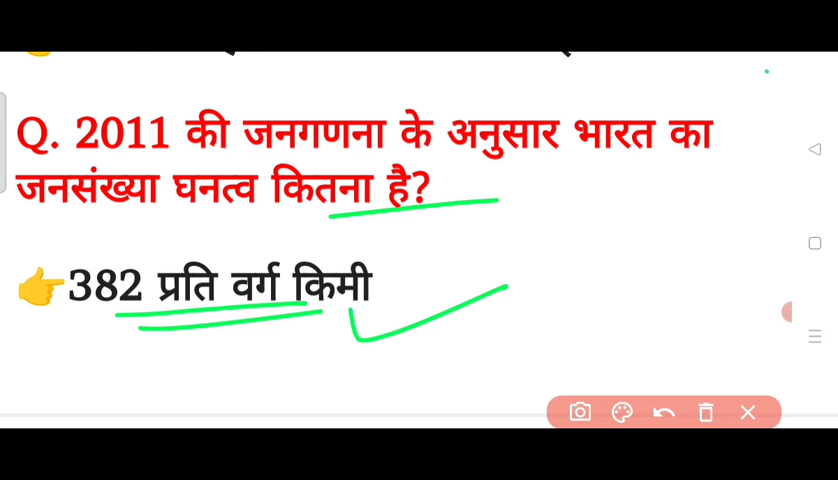 Q. 2011 की जनगणना के अनुसार भारत का
जनसंख्या घनत्व कितना है?
👉382 प्रति वर्ग किमी